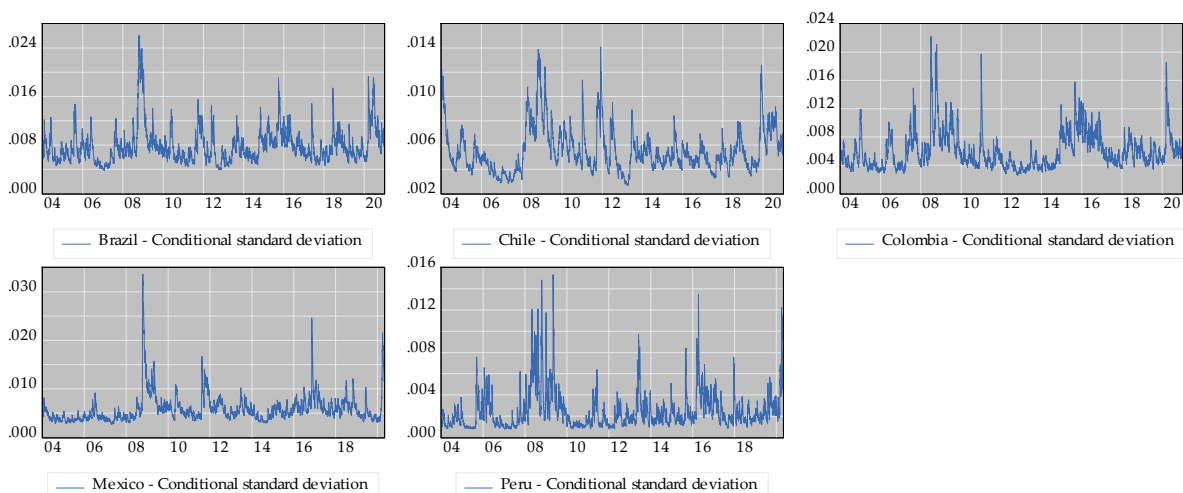 .024
.016
.008
.000
04 06 08 10 12 14 16 18 20
Brazil - Conditional standard deviation
.014
.010
.006
.002
04 06 08 10 12 14 16 18 20
Chile - Conditional standard deviation
.024
.020
.016
.012
.008
.004
.000
04 06 08 10 12 14 16 18 20
Colombia - Conditional standard deviation
.030
.020
.010
.000
04 06 08 10 12 14 16 18
Mexico - Conditional standard deviation
.016
.012
.008
.004
.000
04 06 08 10 12 14 16 18
Peru - Conditional standard deviation